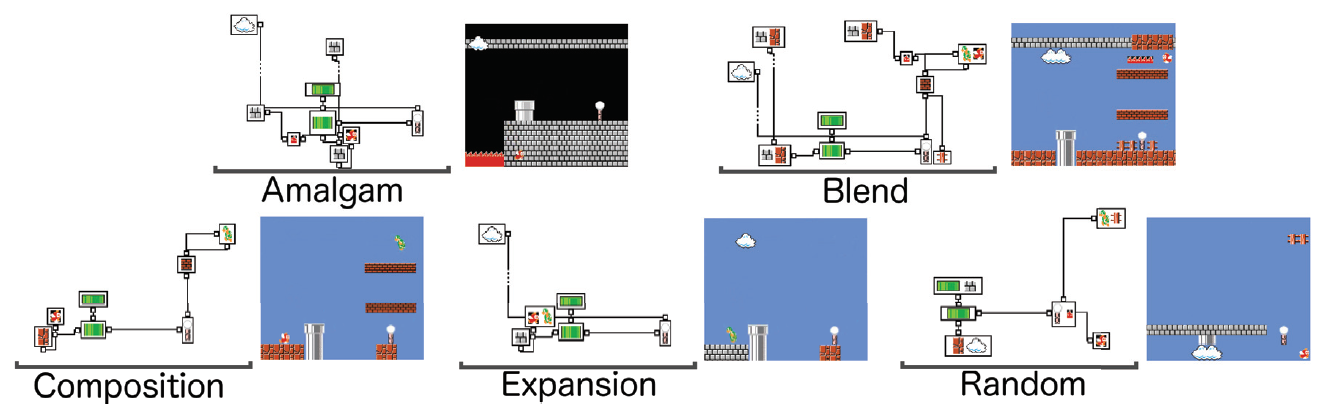 Amalgam
Blend
Composition
Expansion
Random